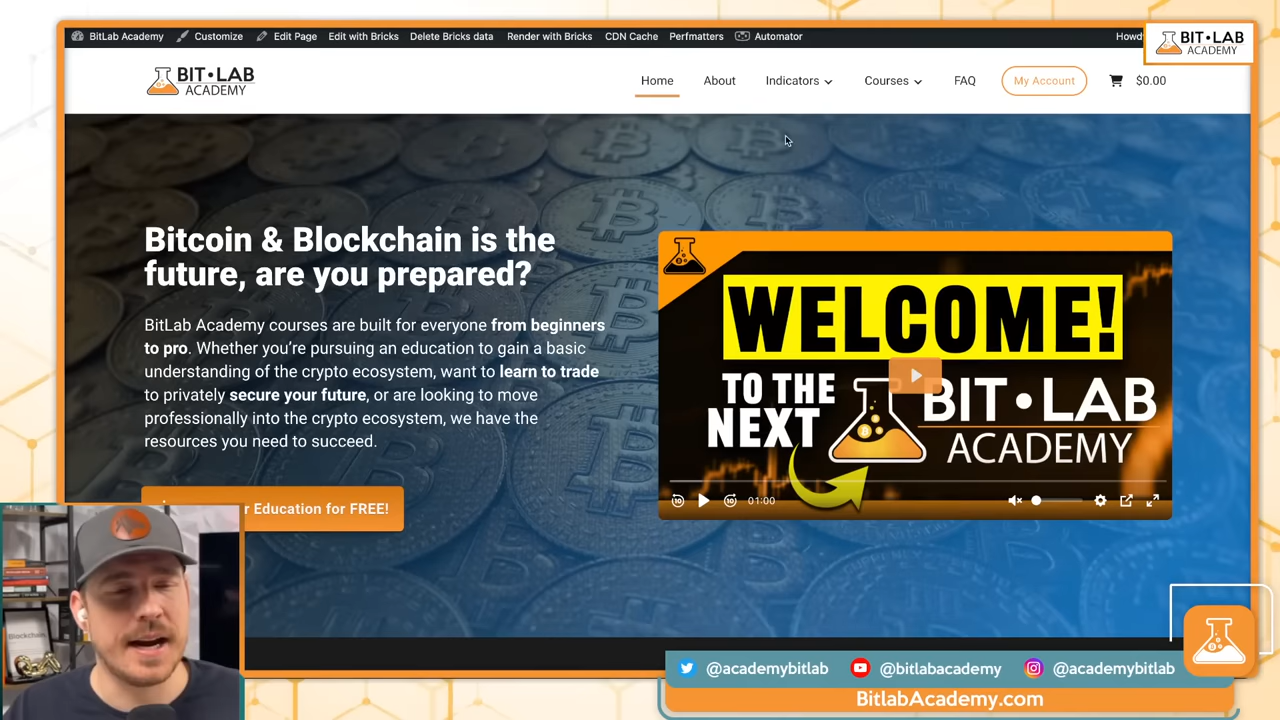 BitLab Academy Customize Edit Page Edit with Bricks Delete Bricks data Render with Bricks CDN Cache Perfmatters Automator Howdy
BIT•LAB
ACADEMY
BIT•LAB
ACADEMY
Home About Indicators Courses FAQ My Account $0.00
Bitcoin & Blockchain is the
future, are you prepared?
BitLab Academy courses are built for everyone from beginners
to pro. Whether you’re pursuing an education to gain a basic
understanding of the crypto ecosystem, want to learn to trade
to privately secure your future, or are looking to move
professionally into the crypto ecosystem, we have the
resources you need to succeed.
r Education for FREE!
WELCOME!
TO THE
NEXT
BIT•LAB
ACADEMY
10 10 01:00
Blockchain
@academybitlab @bitlabacademy @academybitlab
BitlabAcademy.com